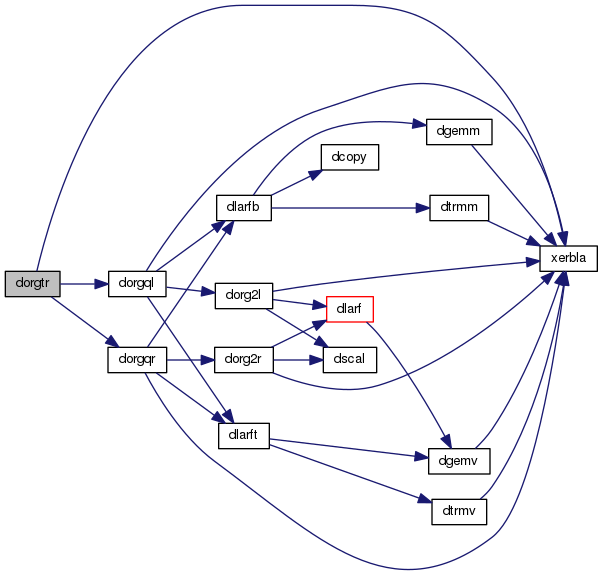 dorgtr
dorgql
dorgqr
dlarfb
dorg2l
dorg2r
dlarft
dcopy
dlarf
dscal
dgemm
dtrmm
dgemv
dtrmv
xerbla